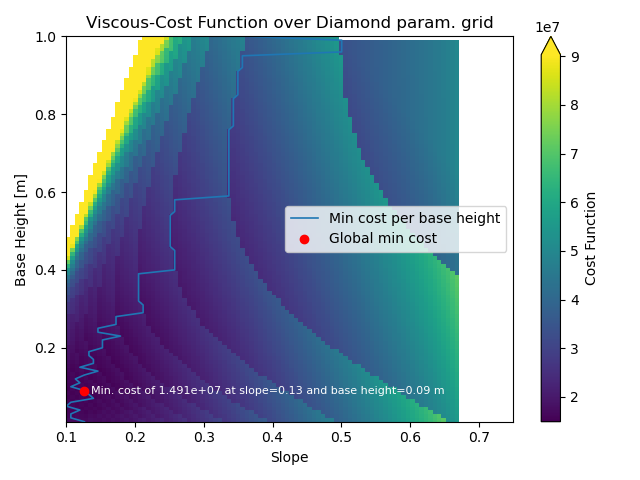 Viscous-Cost Function over Diamond param. grid
1e7
1.0
0.8
0.6
0.4
0.2
Base Height [m]
Min cost per base height
Global min cost
Min. cost of 1.491e+07 at slope=0.13 and base height=0.09 m
0.1
0.2
0.3
0.4
0.5
0.6
0.7
Slope
9
8
7
6
5
4
3
2
Cost Function